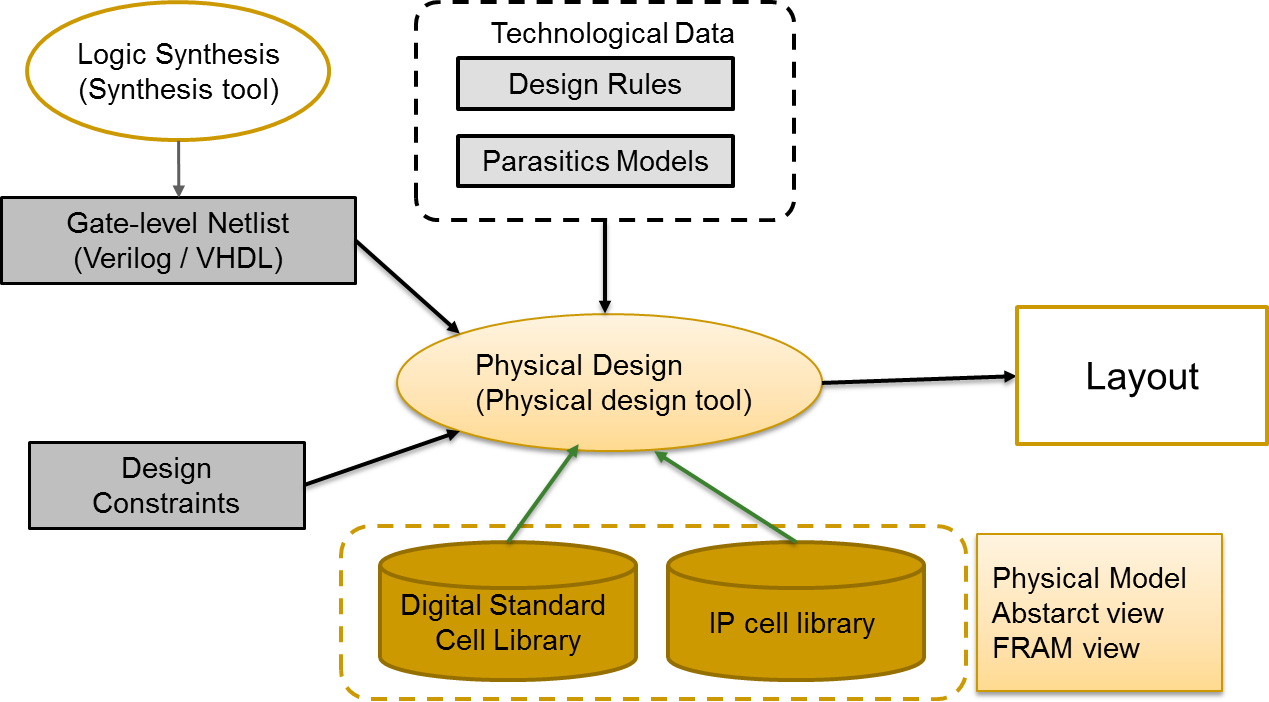 Logic Synthesis
(Synthesis tool)
Technological Data
Design Rules
Parasitics Models
Gate-level Netlist
(Verilog / VHDL)
Physical Design
(Physical design tool)
Layout
Design
Constraints
Digital Standard
Cell Library
IP cell library
Physical Model
Abstarct view
FRAM view